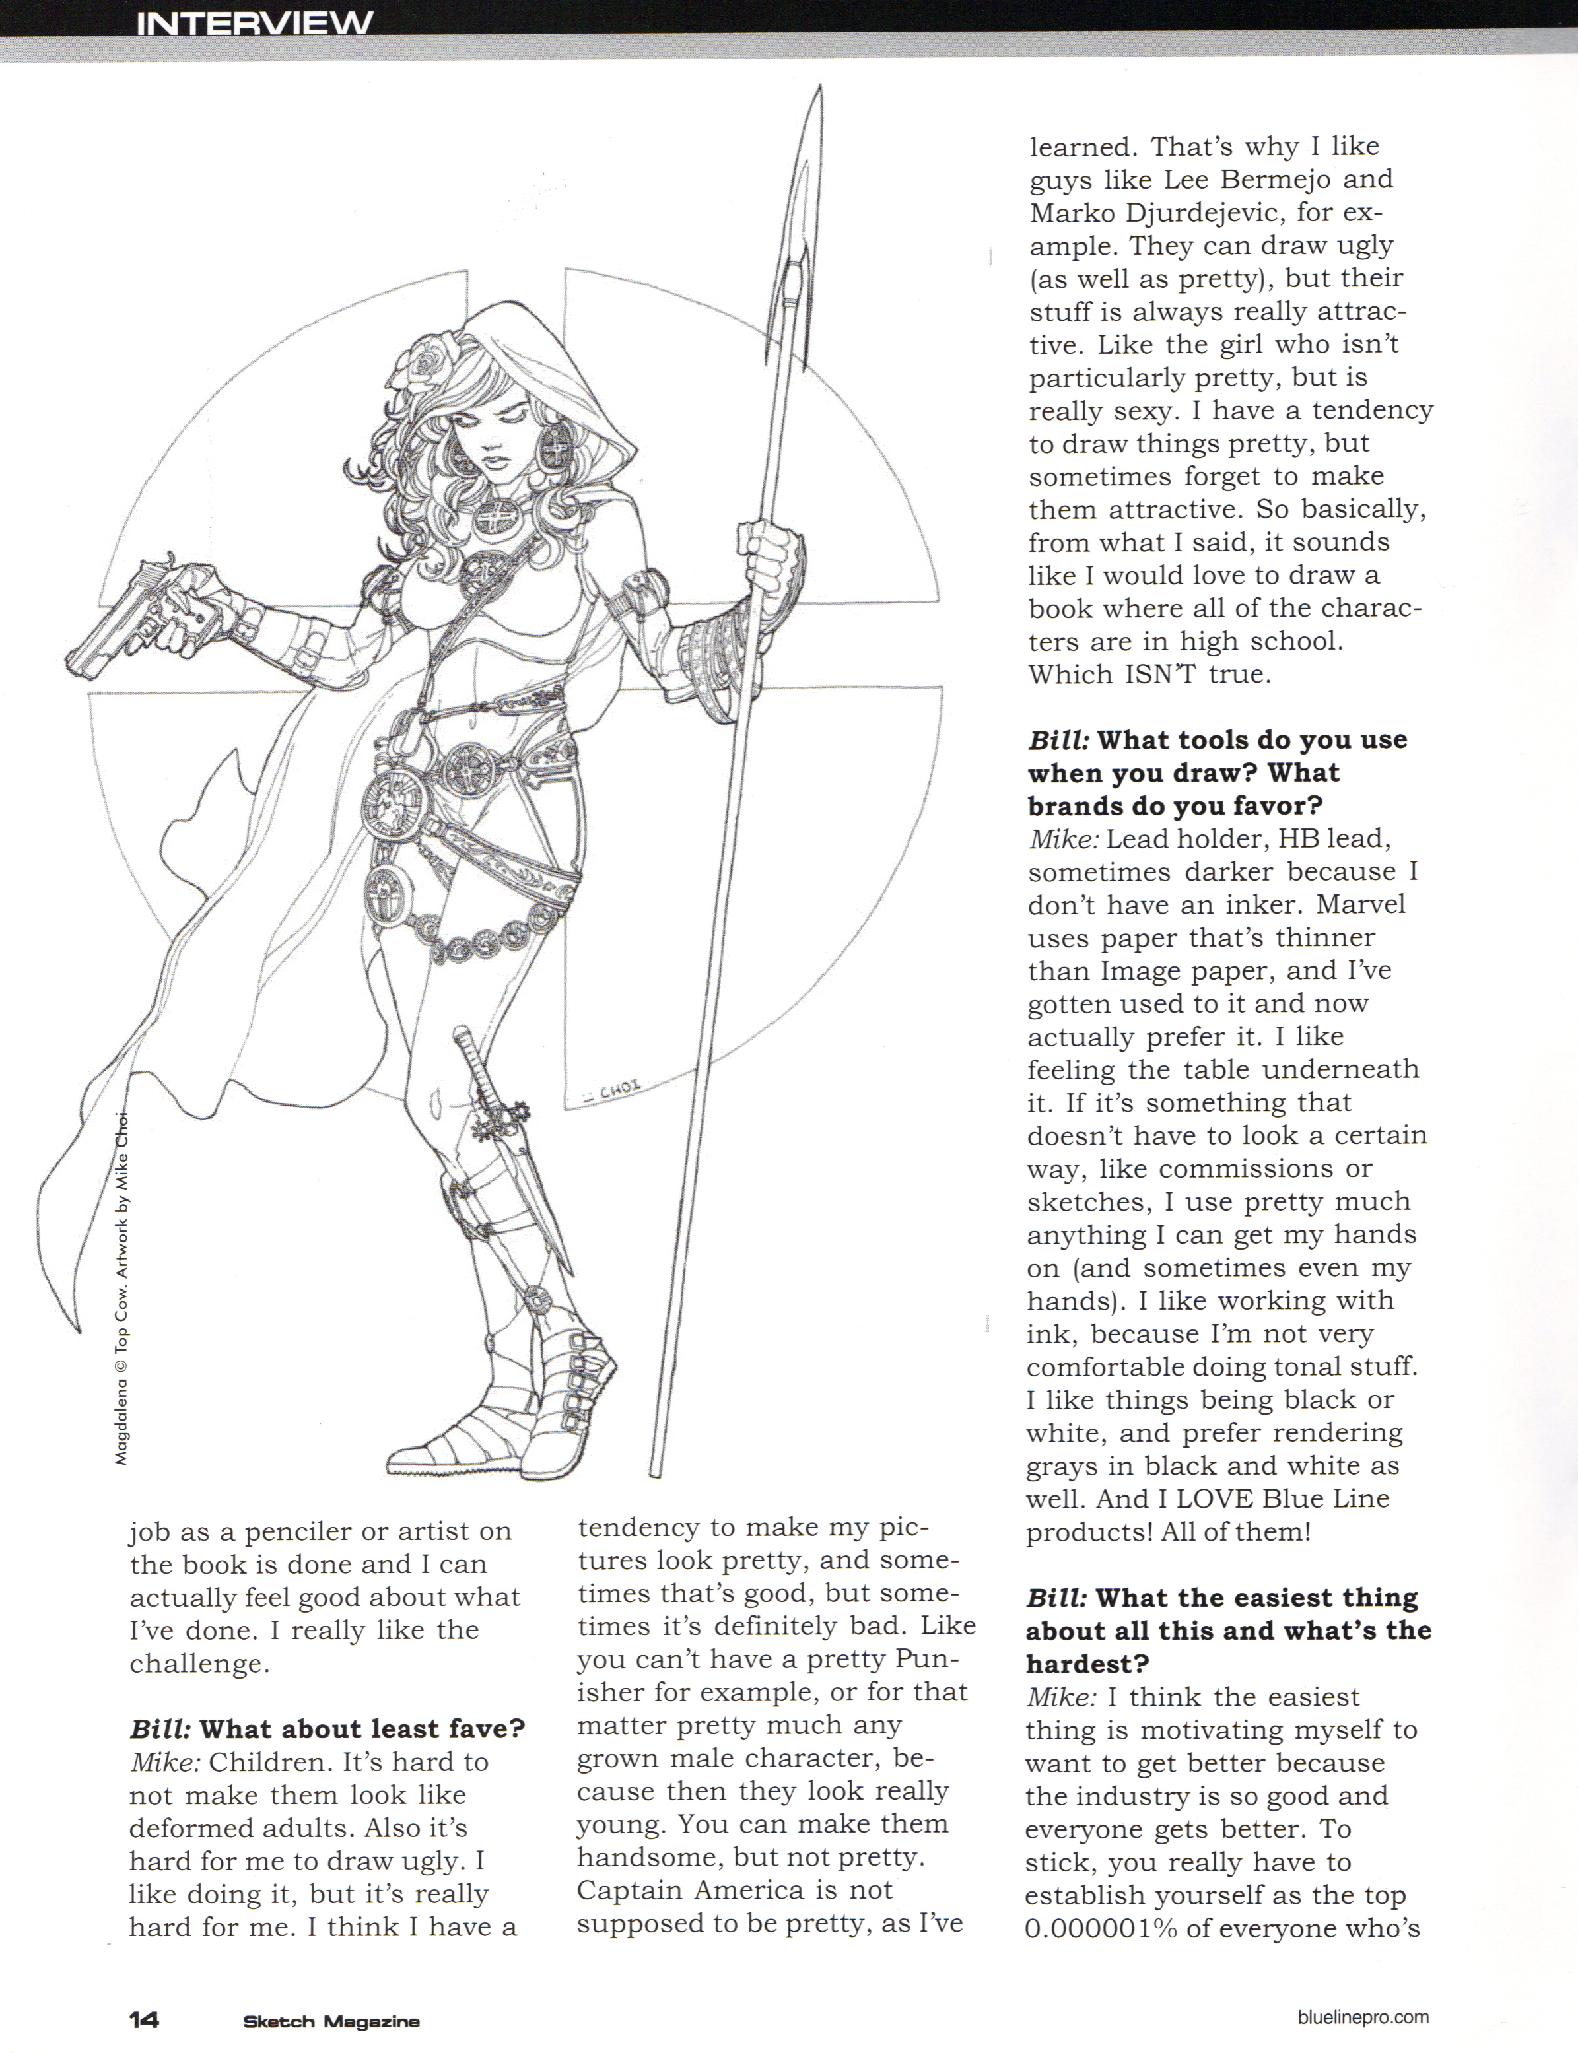 INTERVIEW
CHOI
Magdalena © Top Cow. Artwork by Mike Choi
job as a penciler or artist on
the book is done and I can
actually feel good about what
I've done. I really like the
challenge.
Bill: What about least fave?
Mike: Children. It's hard to
not make them look like
deformed adults. Also it's
hard for me to draw ugly. I
like doing it, but it's really
hard for me. I think I have a
tendency to make my pic-
tures look pretty, and some-
times that's good, but some-
times it's definitely bad. Like
you can't have a pretty Pun-
isher for example, or for that
matter pretty much any
grown male character, be-
cause then they look really
young. You can make them
handsome, but not pretty.
Captain America is not
supposed to be pretty, as I've
learned. That's why I like
guys like Lee Bermejo and
Marko Djurdejevic, for ex-
ample. They can draw ugly
(as well as pretty), but their
stuff is always really attrac-
tive. Like the girl who isn't
particularly pretty, but is
really sexy. I have a tendency
to draw things pretty, but
sometimes forget to make
them attractive. So basically,
from what I said, it sounds
like I would love to draw a
book where all of the charac-
ters are in high school.
Which ISN'T true.
Bill: What tools do you use
when you draw? What
brands do you favor?
Mike: Lead holder, HB lead,
sometimes darker because I
don't have an inker. Marvel
uses paper that's thinner
than Image paper, and I've
gotten used to it and now
actually prefer it. I like
feeling the table underneath
it. If it's something that
doesn't have to look a certain
way, like commissions or
sketches, I use pretty much
anything I can get my hands
on (and sometimes even my
hands). I like working with
ink, because I'm not very
comfortable doing tonal stuff.
I like things being black or
white, and prefer rendering
grays in black and white as
well. And I LOVE Blue Line
products! All of them!
Bill: What the easiest thing
about all this and what's the
hardest?
Mike: I think the easiest
thing is motivating myself to
want to get better because
the industry is so good and
everyone gets better. To
stick, you really have to
establish yourself as the top
0.000001% of everyone who's
14
Sketch Magazine
bluelinepro.com